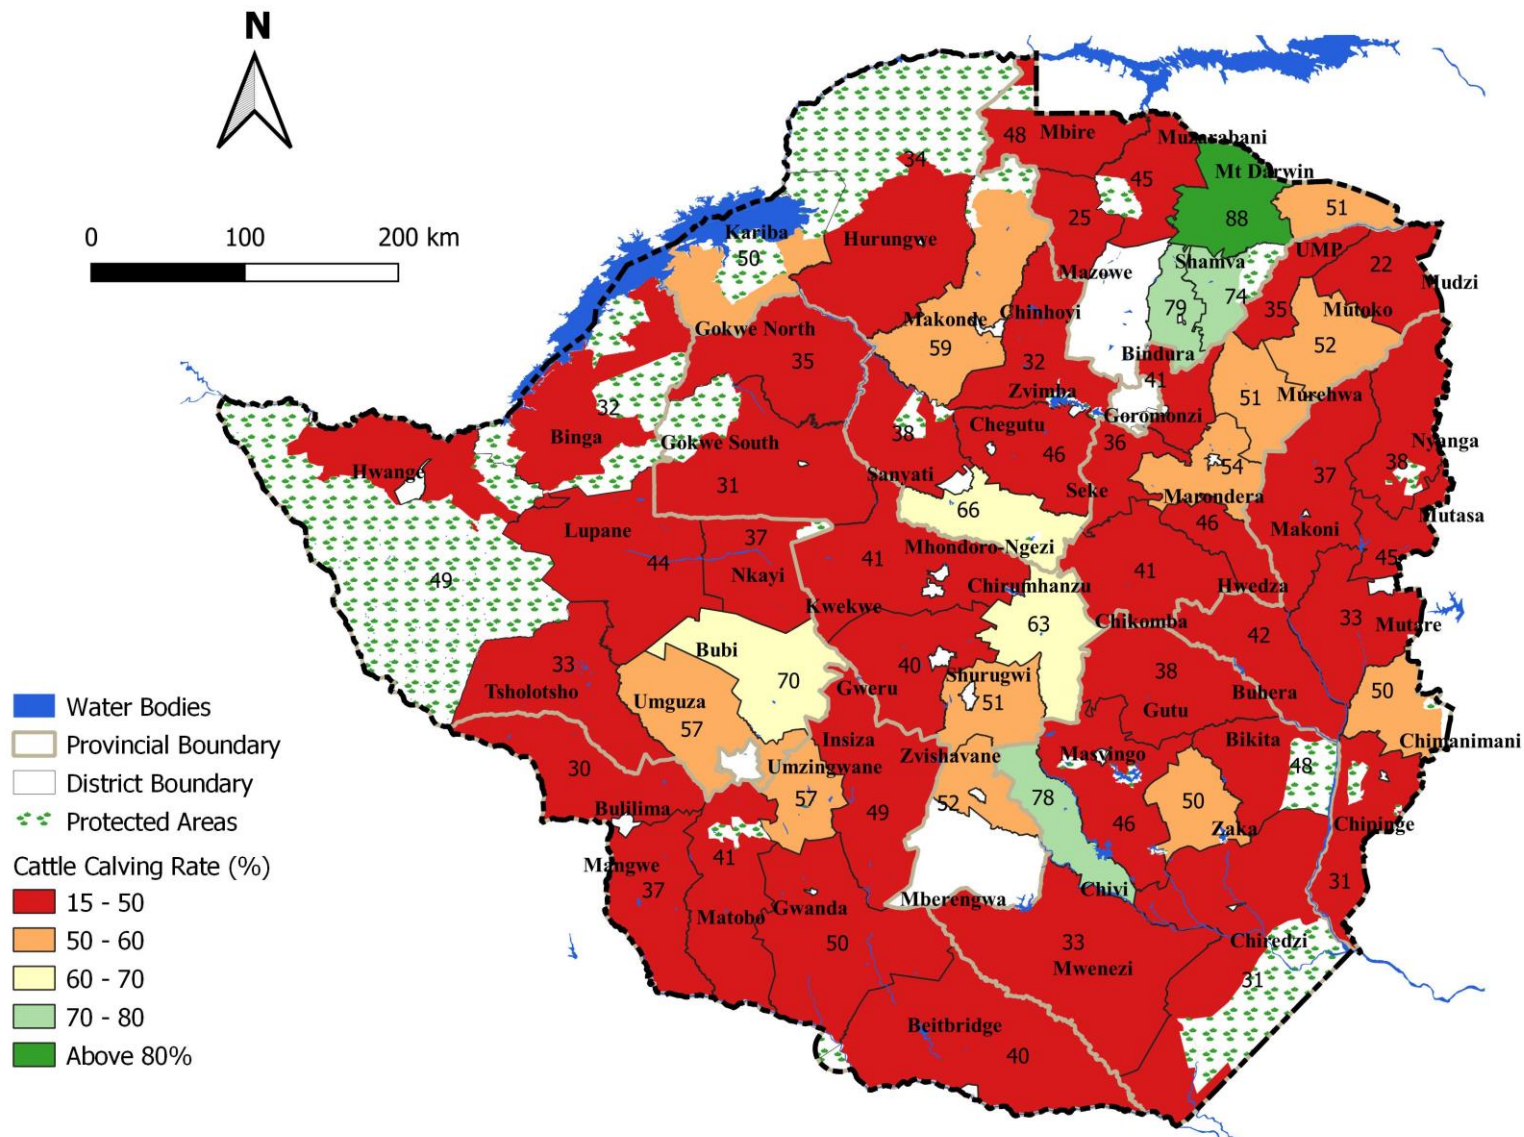 N
0 100 200 km
48 Mbire
Muzarabani
34
45
Mt Darwin
51
88
25
Kariba
50
Hurungwe
Mazowe
Shamva
UMP
22
Mudzi
74
79
35
Mutoko
Gokwe North
Makonde
59
Chinhoyi
52
35
32
Bindura
41
Zvimba
51
Murehwa
32
Binga
Gokwe South
38
Chegutu
46
Goromonzi
36
Nyanga
38
37
Hwange
54
Sanyati
31
Seke
Marondera
46
Makoni
Mutasa
66
Lupane
37
44
Nkayi
41
Mhondoro-Ngezi
45
49
Chirumhanzu
41
Hwedza
Kwekwe
63
Chikomba
33
Mutare
42
Bubi
70
40
Shurugwi
38
Buhera
33
Tsholotsho
Umguza
57
Gweru
51
Gutu
50
Chimanimani
Insiza
Zvishavane
Masvingo
Bikita
48
30
Umzingwane
57
Bulilima
49
52
78
46
50
Zaka
Chipinge
41
Mangwe
37
Matobo
Gwanda
50
Mberengwa
Chivi
31
33
Mwenezi
Chiredzi
31
Beitbridge
40
Water Bodies
Provincial Boundary
District Boundary
Protected Areas
Cattle Calving Rate (%)
15 - 50
50 - 60
60 - 70
70 - 80
Above 80%